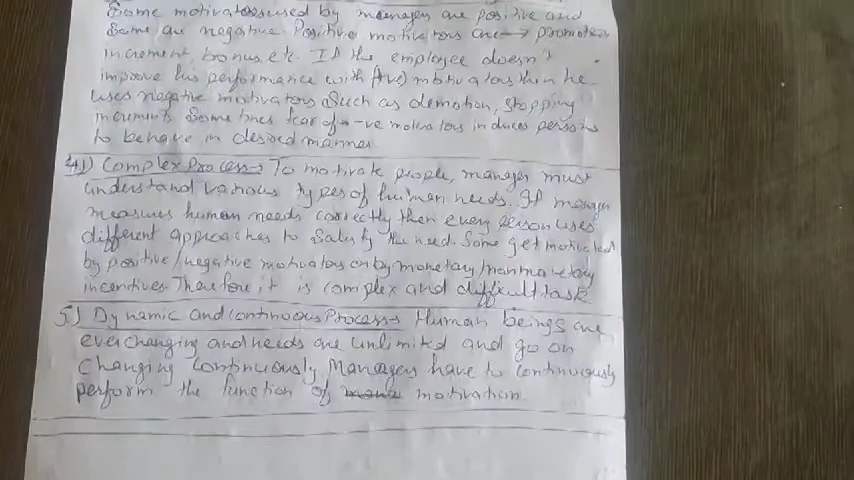 Some motivators used by manager are positive and
Some are negative Positive motivators are → promotion
increment, bonus, etc. If the employee doesn't
improve his performance with (+ve) motivators then he
uses negative motivators Such as demotion, stopping
increments Sometimes fear of -ve motivators induces persons
to behave in desired manner.
4) Complex Process → To motivate people, manager must
understand various types of human needs. If manager
measures human needs correctly then every person uses
different approaches to satisfy the need. Some get motivated
by positive/negative motivators or by monetary/nonmonetary
incentives. Therefore, it is complex and difficult task
5.) Dynamic and continuous Process → Human beings are
everchanging and needs are unlimited and go on
changing continuously. Managers have to continuously
perform the function of motivation.